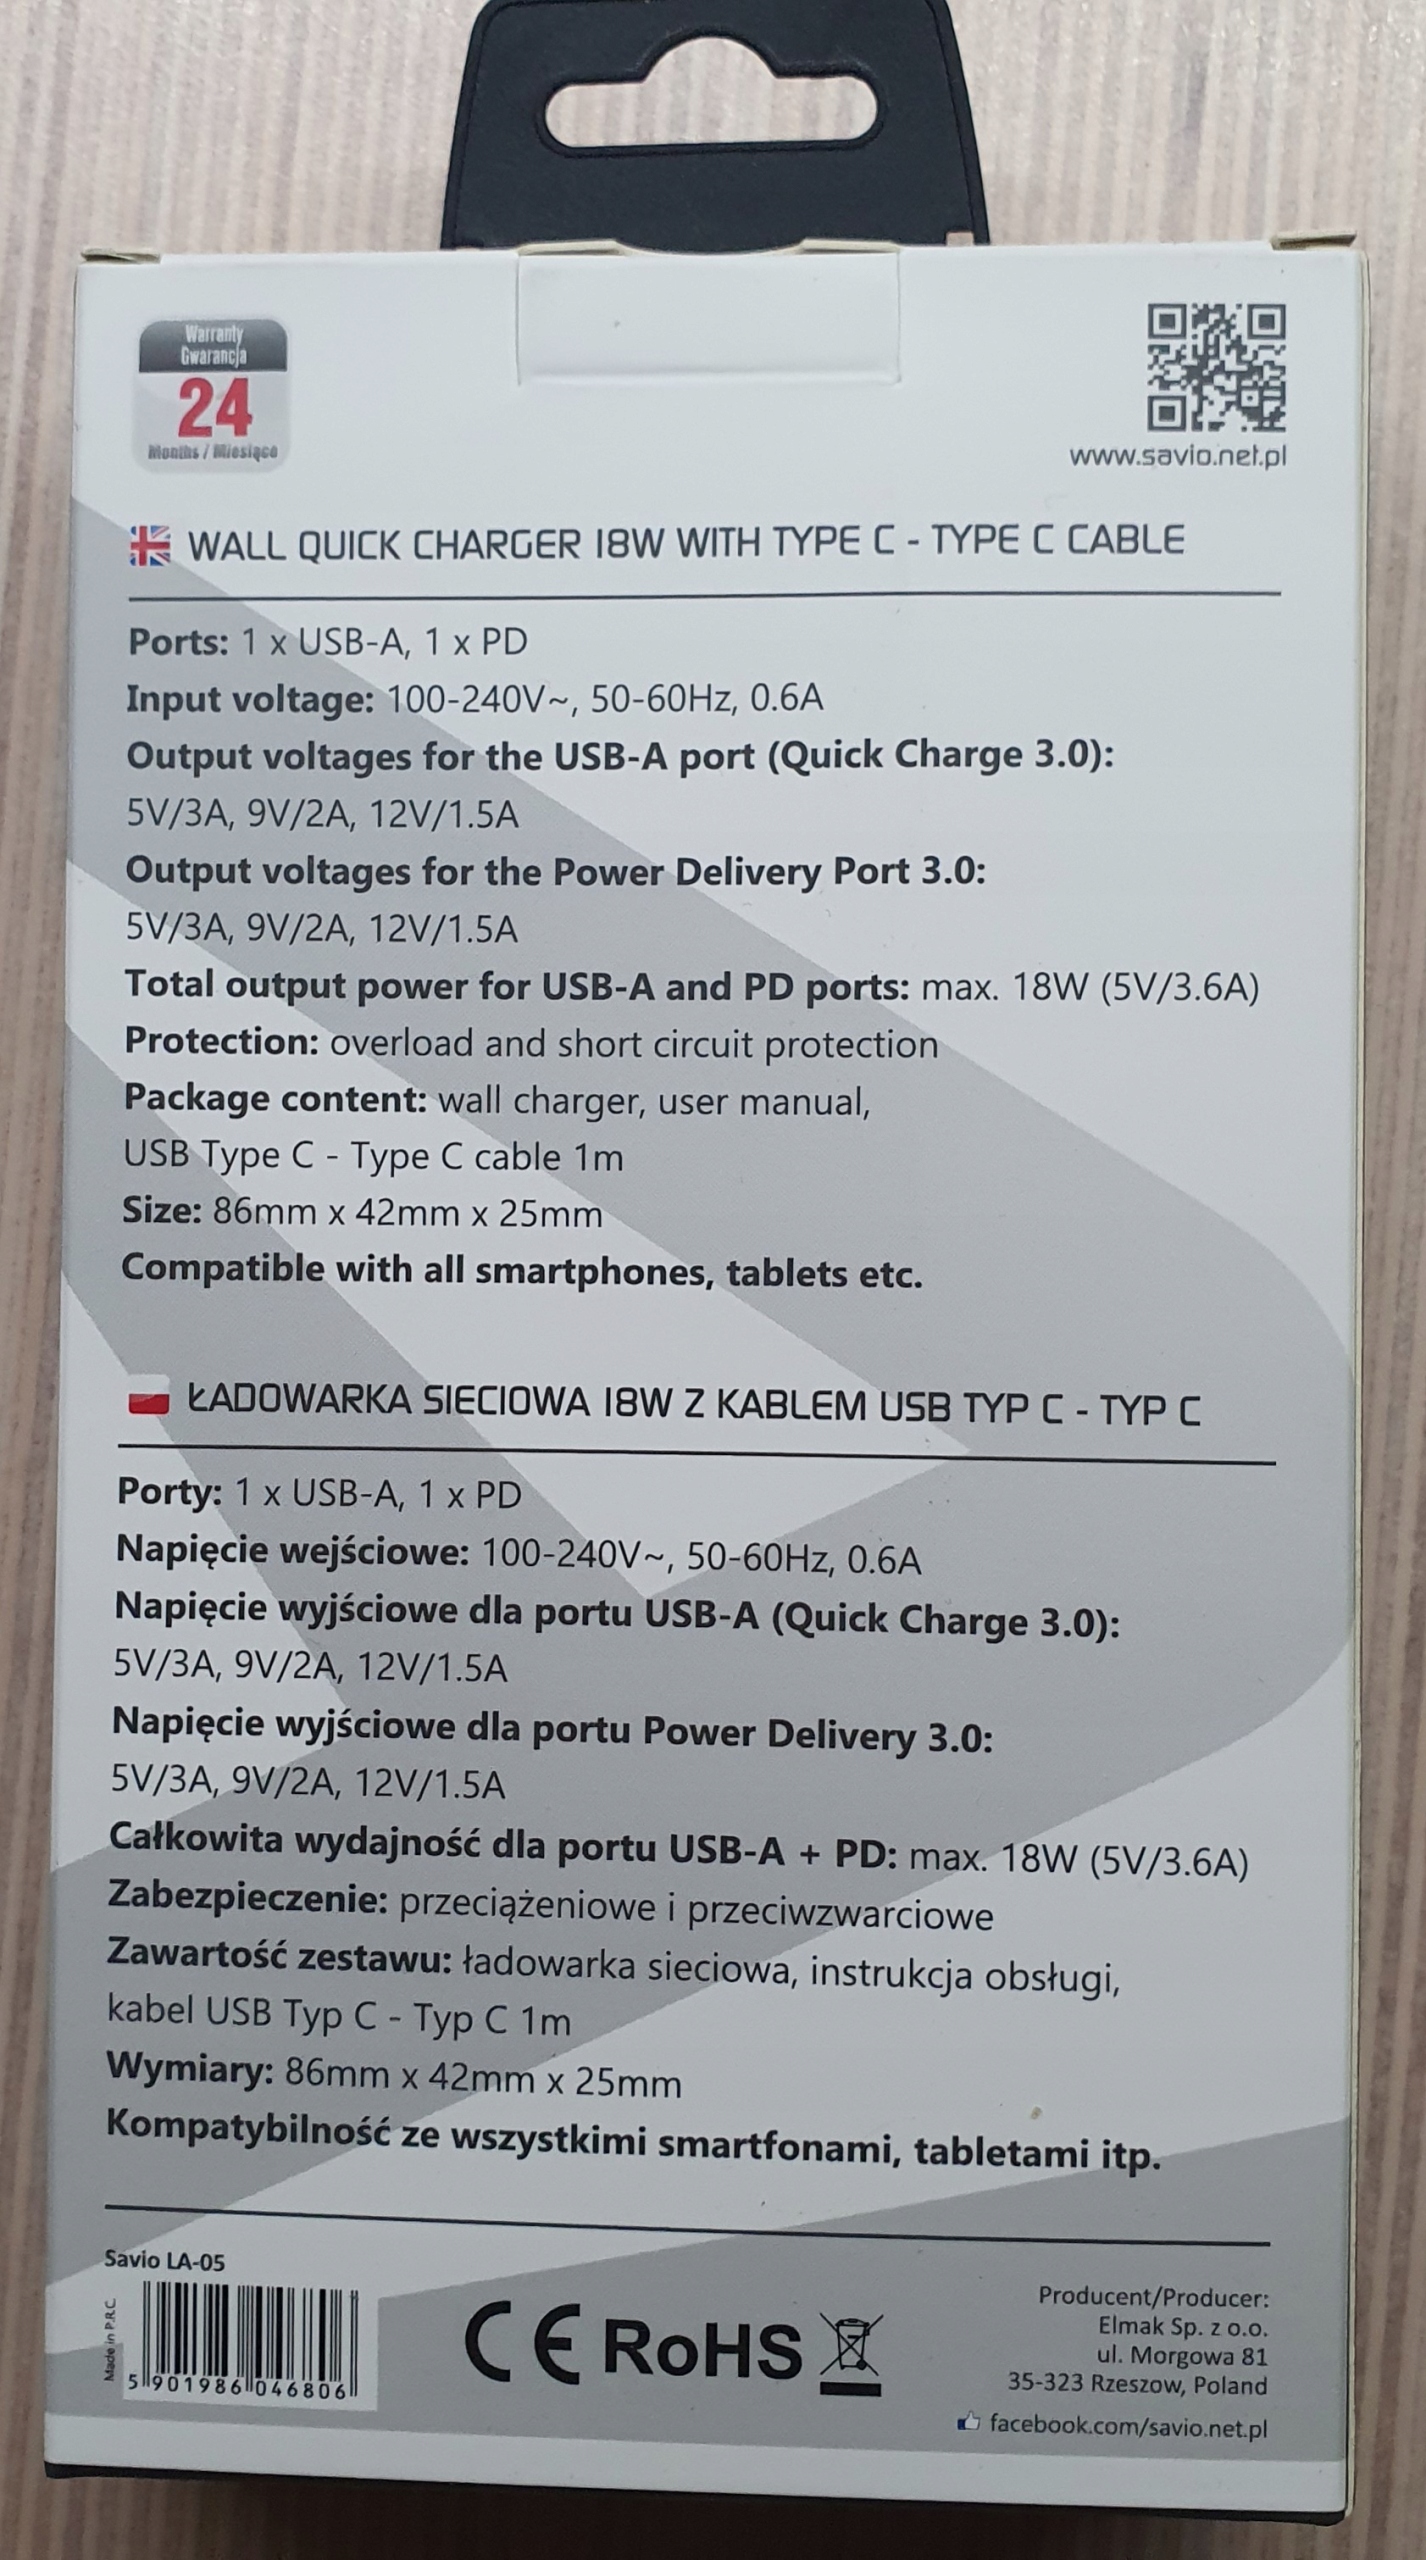 Warranty
Gwarancja
24
Months / Miesiące
www.savio.net.pl
WALL QUICK CHARGER 18W WITH TYPE C - TYPE C CABLE
Ports: 1 x USB-A, 1 x PD
Input voltage: 100-240V~, 50-60Hz, 0.6A
Output voltages for the USB-A port (Quick Charge 3.0):
5V/3A, 9V/2A, 12V/1.5A
Output voltages for the Power Delivery Port 3.0:
5V/3A, 9V/2A, 12V/1.5A
Total output power for USB-A and PD ports: max. 18W (5V/3.6A)
Protection: overload and short circuit protection
Package content: wall charger, user manual,
USB Type C - Type C cable 1m
Size: 86mm x 42mm x 25mm
Compatible with all smartphones, tablets etc.
ŁADOWARKA SIECIOWA 18W Z KABLEM USB TYP C - TYP C
Porty: 1 x USB-A, 1 x PD
Napięcie wejściowe: 100-240V~, 50-60Hz, 0.6A
Napięcie wyjściowe dla portu USB-A (Quick Charge 3.0):
5V/3A, 9V/2A, 12V/1.5A
Napięcie wyjściowe dla portu Power Delivery 3.0:
5V/3A, 9V/2A, 12V/1.5A
Całkowita wydajność dla portu USB-A + PD: max. 18W (5V/3.6A)
Zabezpieczenie: przeciążeniowe i przeciwzwarciowe
Zawartość zestawu: ładowarka sieciowa, instrukcja obsługi,
kabel USB Typ C - Typ C 1m
Wymiary: 86mm x 42mm x 25mm
Kompatybilność ze wszystkimi smartfonami, tabletami itp.
Savio LA-05
Made in P.R.C.
5 901986 046806
CE RoHS
Producent/Producer:
Elmak Sp. z o.o.
ul. Morgowa 81
35-323 Rzeszow, Poland
facebook.com/savio.net.pl